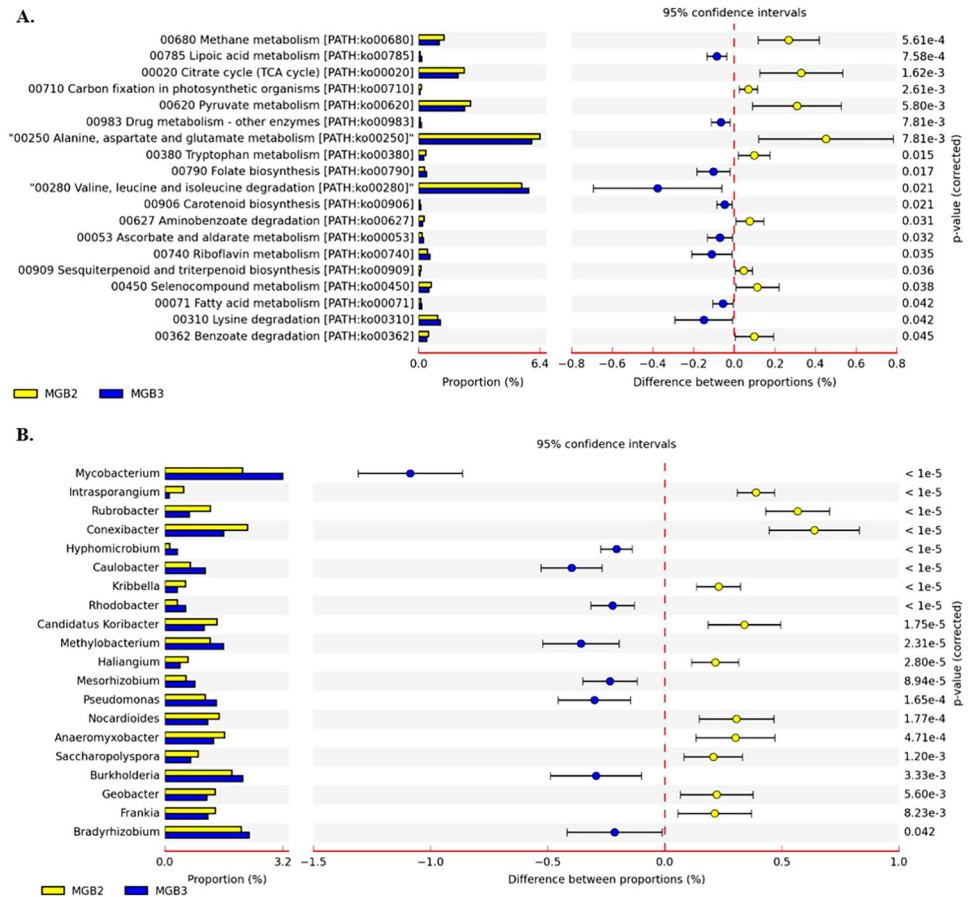 A.
95% confidence intervals
00680 Methane metabolism [PATH:ko00680] 5.61e-4
00785 Lipoic acid metabolism [PATH:ko00785] 7.58e-4
00020 Citrate cycle (TCA cycle) [PATH:ko00020] 1.62e-3
00710 Carbon fixation in photosynthetic organisms [PATH:ko00710] 2.61e-3
00620 Pyruvate metabolism [PATH:ko00620] 5.80e-3
00983 Drug metabolism - other enzymes [PATH:ko00983] 7.81e-3
"00250 Alanine, aspartate and glutamate metabolism [PATH:ko00250]" 7.81e-3
00380 Tryptophan metabolism [PATH:ko00380] 0.015
00790 Folate biosynthesis [PATH:ko00790] 0.017
"00280 Valine, leucine and isoleucine degradation [PATH:ko00280]" 0.021
00906 Carotenoid biosynthesis [PATH:ko00906] 0.021
00627 Aminobenzoate degradation [PATH:ko00627] 0.031
00053 Ascorbate and aldarate metabolism [PATH:ko00053] 0.032
00740 Riboflavin metabolism [PATH:ko00740] 0.035
00909 Sesquiterpenoid and triterpenoid biosynthesis [PATH:ko00909] 0.036
00450 Selenocompound metabolism [PATH:ko00450] 0.038
00071 Fatty acid metabolism [PATH:ko00071] 0.042
00310 Lysine degradation [PATH:ko00310] 0.042
00362 Benzoate degradation [PATH:ko00362] 0.045
p-value (corrected)
0.0 6.4 −0.8 −0.6 −0.4 −0.2 0.0 0.2 0.4 0.6 0.8
Proportion (%) Difference between proportions (%)
MGB2 MGB3
B.
95% confidence intervals
Mycobacterium < 1e-5
Intrasporangium < 1e-5
Rubrobacter < 1e-5
Conexibacter < 1e-5
Hyphomicrobium < 1e-5
Caulobacter < 1e-5
Kribbella < 1e-5
Rhodobacter < 1e-5
Candidatus Koribacter 1.75e-5
Methylobacterium 2.31e-5
Haliangium 2.80e-5
Mesorhizobium 8.94e-5
Pseudomonas 1.65e-4
Nocardioides 1.77e-4
Anaeromyxobacter 4.71e-4
Saccharopolyspora 1.20e-3
Burkholderia 3.33e-3
Geobacter 5.60e-3
Frankia 8.23e-3
Bradyrhizobium 0.042
p-value (corrected)
0.0 3.2 −1.5 −1.0 −0.5 0.0 0.5 1.0
Proportion (%) Difference between proportions (%)
MGB2 MGB3